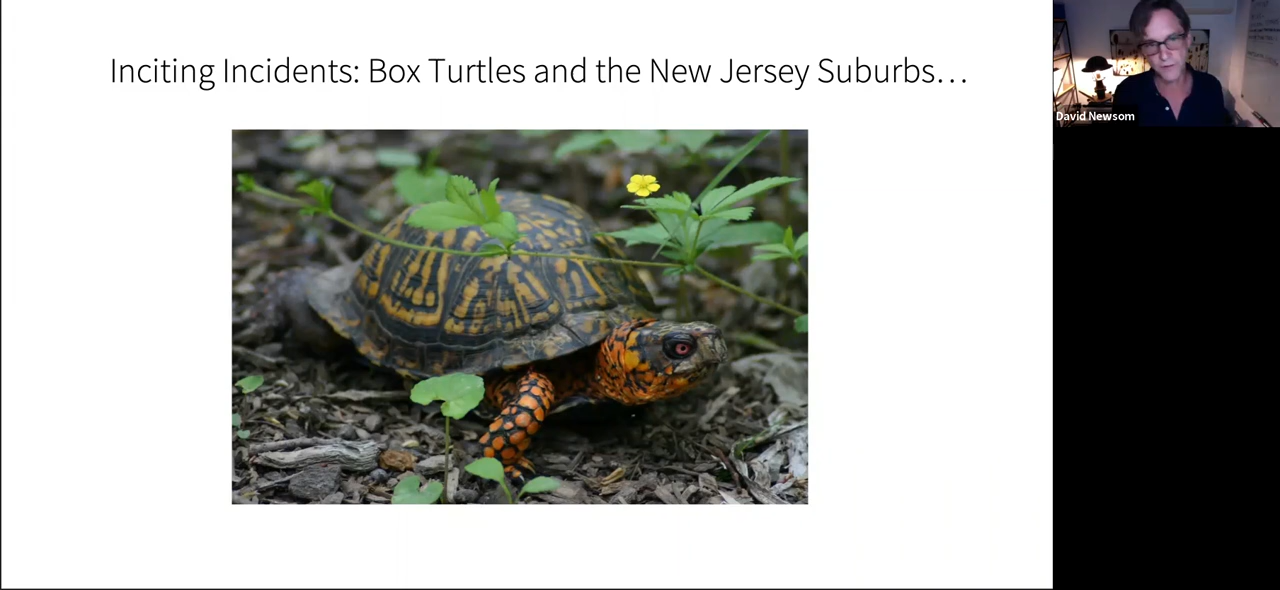 Inciting Incidents: Box Turtles and the New Jersey Suburbs…
David Newsom